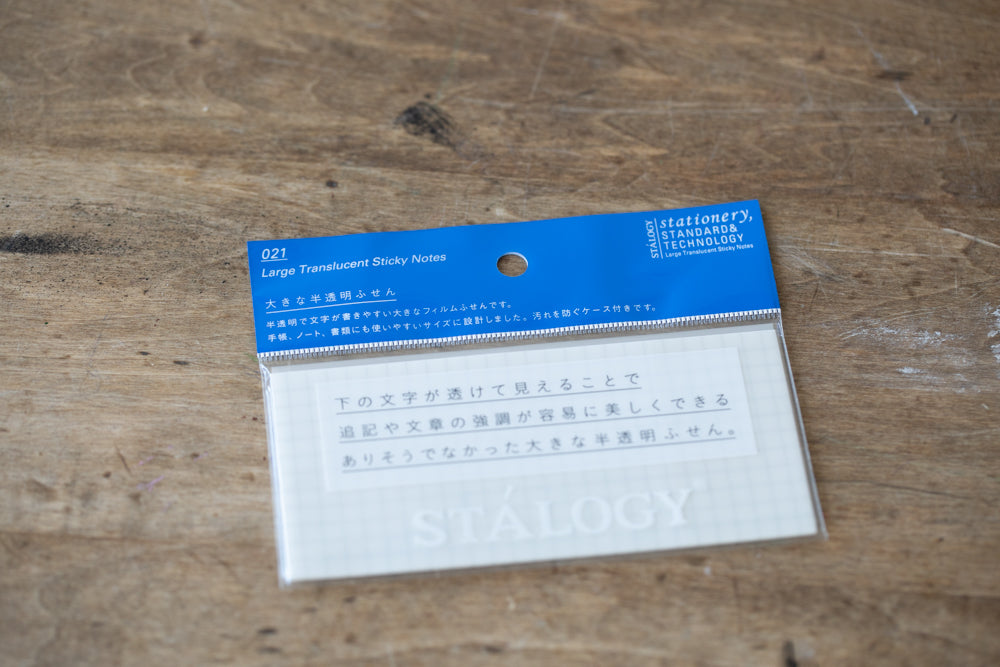 021
Large Translucent Sticky Notes
大きな半透明ふせん
半透明で文字が書きやすい大きなフィルムふせんです。
手帳、ノート、書類にも使いやすいサイズに設計しました。汚れを防ぐケース付きです。
STÁLOGY
stationery,
STANDARD&
TECHNOLOGY
Large Translucent Sticky Notes
下の文字が透けて見えることで
追記や文章の強調が容易に美しくできる
ありそうでなかった大きな半透明ふせん。
STÁLOGY